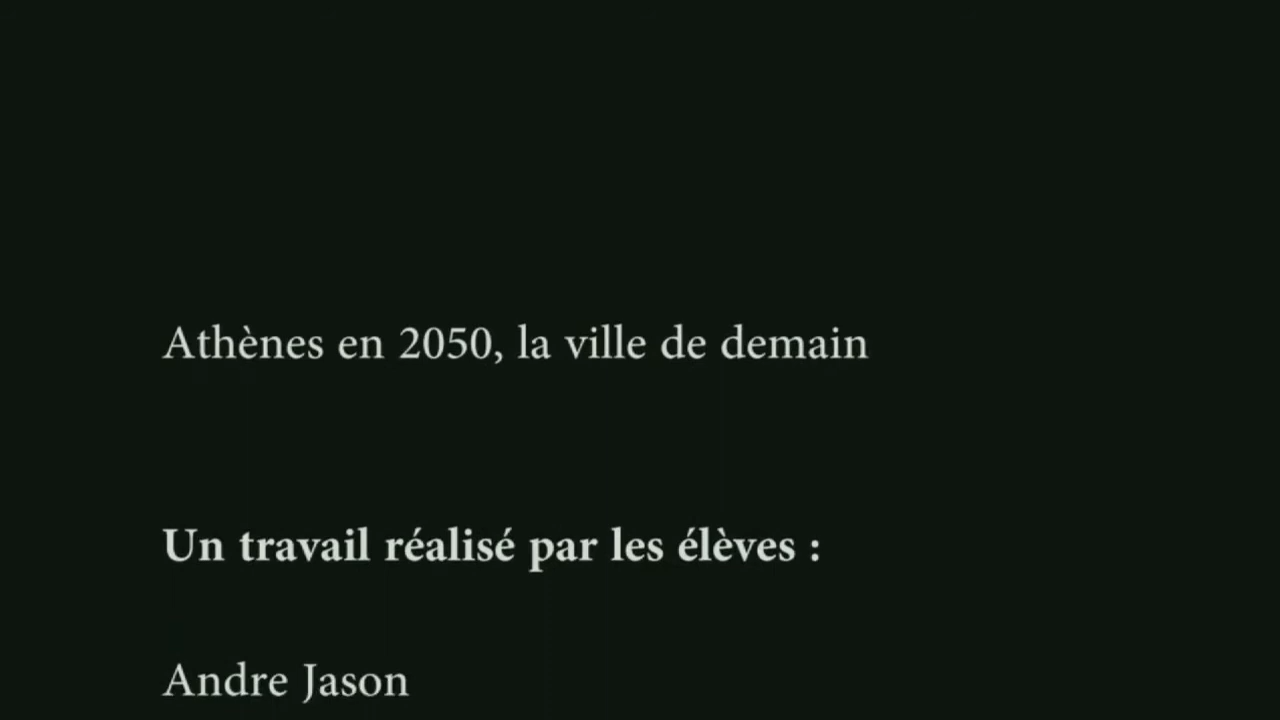 Athènes en 2050, la ville de demain
Un travail réalisé par les élèves :
Andre Jason